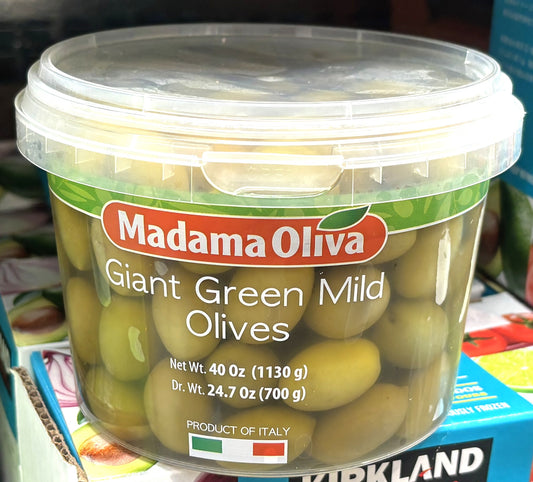 Madama Oliva
Giant Green Mild
Olives
Net Wt. 40 Oz (1130 g)
Dr. Wt. 24.7 Oz (700 g)
PRODUCT OF ITALY
KIRKLAND